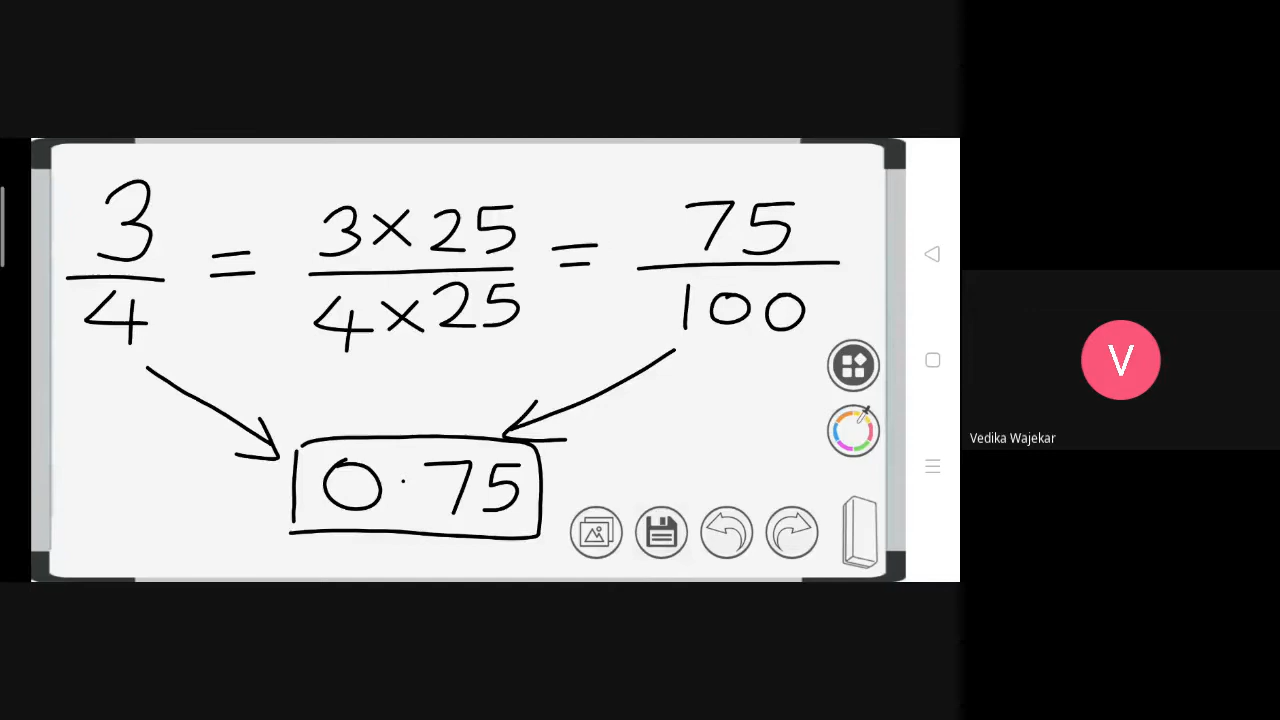 3/4 = 3×25/4×25 = 75/100
0.75
V
Vedika Wajekar